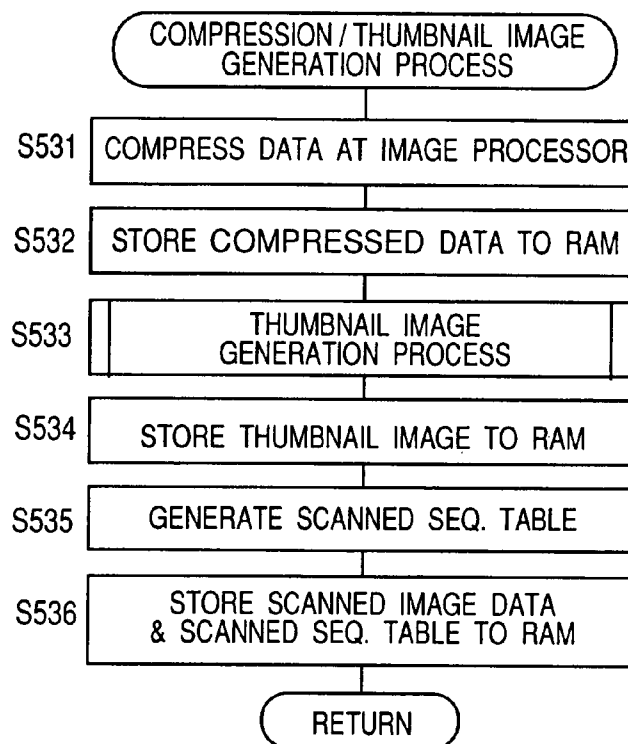 COMPRESSION / THUMBNAIL IMAGE
GENERATION PROCESS
S531 COMPRESS DATA AT IMAGE PROCESSOR
S532 STORE COMPRESSED DATA TO RAM
S533 THUMBNAIL IMAGE
GENERATION PROCESS
S534 STORE THUMBNAIL IMAGE TO RAM
S535 GENERATE SCANNED SEQ. TABLE
S536 STORE SCANNED IMAGE DATA
& SCANNED SEQ. TABLE TO RAM
RETURN